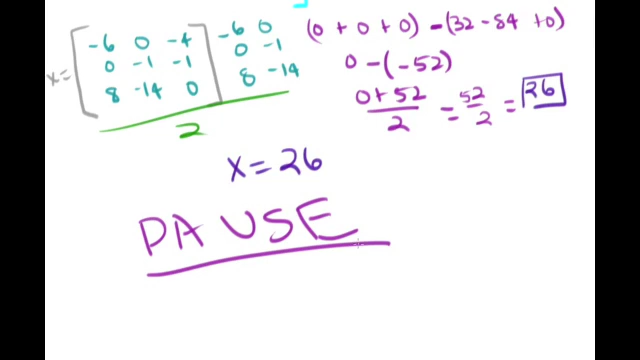 x = [ -6 0 -4 ] -6 0
0 -1 -1 0 -1
8 -14 0 8 -14
2
(0 + 0 + 0) - (32 - 84 + 0)
0 - (-52)
0 + 52 / 2 = 52 / 2 = 26
x = 26
PAUSE